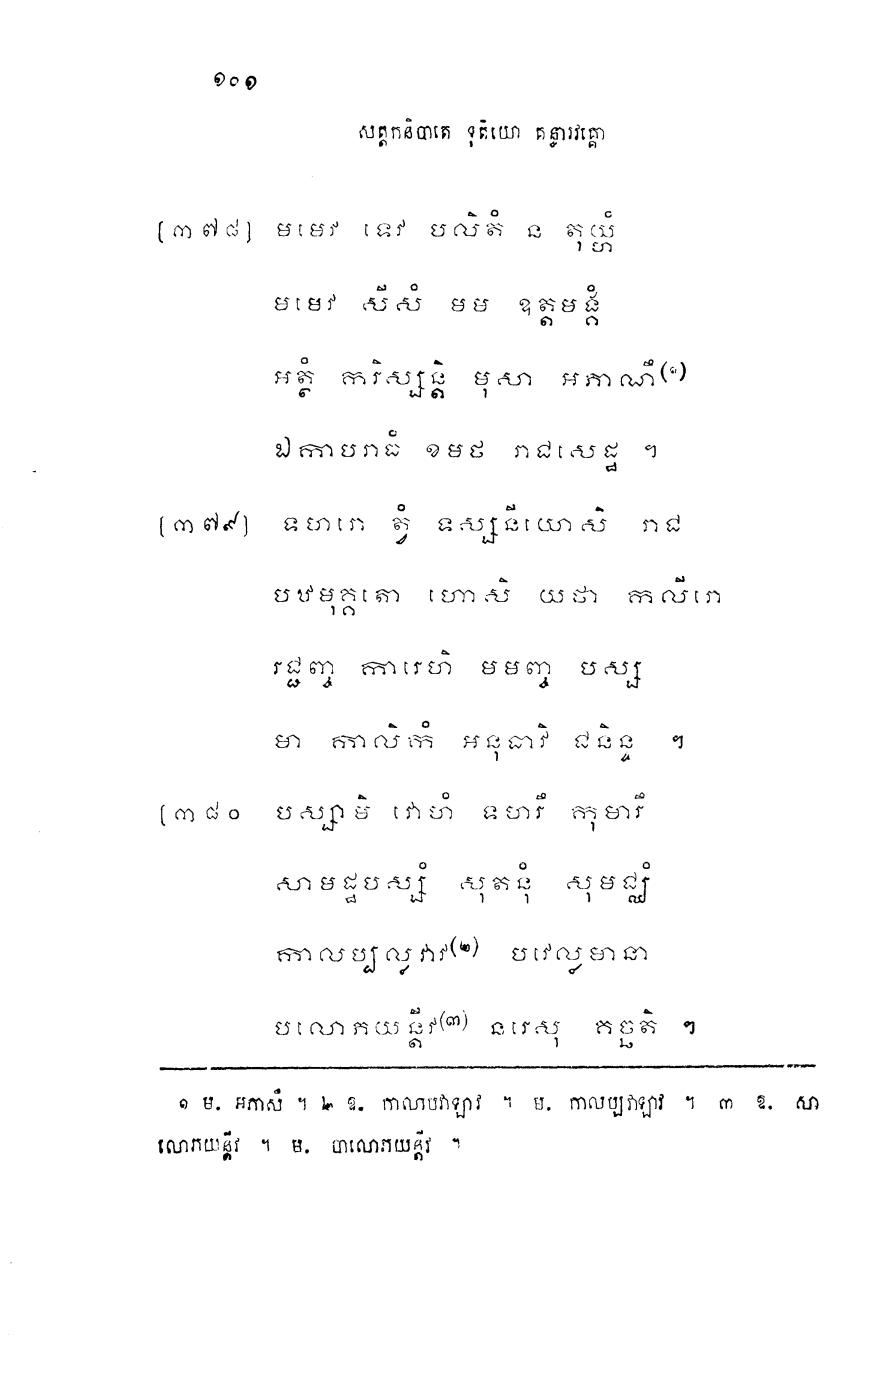 ១០១
សត្តកនិបាតេ ទុតិយោ គន្ធារវគ្គោ
[៣៧៨] មមេវ ទេវ បលិតំ ន តុយ្ហំ
មមេវ សីសំ មម ឧត្តមង្គំ
អត្ថំ ករិស្សន្តិ មុសា អភាណឹ(១)
ឯកាបរាធំ ខមថ រាជសេដ្ឋ ។
[៣៧៩] ទហរោ ត្វំ ទស្សនីយោសិ រាជ
បឋមុគ្គតោ ហោសិ យថា កលីរោ
រជ្ជញ្ច ការេហិ មមញ្ច បស្ស
មា កាលិកំ អនុធាវិ ជនិន្ទ ។
[៣៨០ បស្សាមិ វោហំ ទហរឹ កុមារឹ
សាមដ្ឋបស្សំ សុតនុំ សុមជ្ឈំ
កាលប្បល្លវាវ(២) បវេល្លមានា
បលោភយន្តីវ(៣) នរេសុ គច្ឆតិ ។
១ ម. អភាសឹ ។ ២ ឱ. កាលាបវាឡាវ ។ ម. កាលប្បវាឡាវ ។ ៣ ឱ. សា
លោភយន្តីវ ។ ម. បាលោភយន្តីវ ។